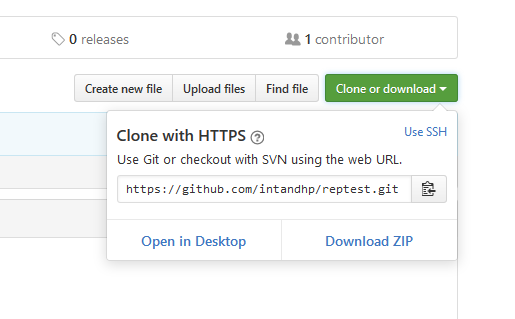 0 releases
1 contributor
Create new file
Upload files
Find file
Clone or download
Clone with HTTPS ?
Use SSH
Use Git or checkout with SVN using the web URL.
https://github.com/intandhp/reptest.git
Open in Desktop
Download ZIP